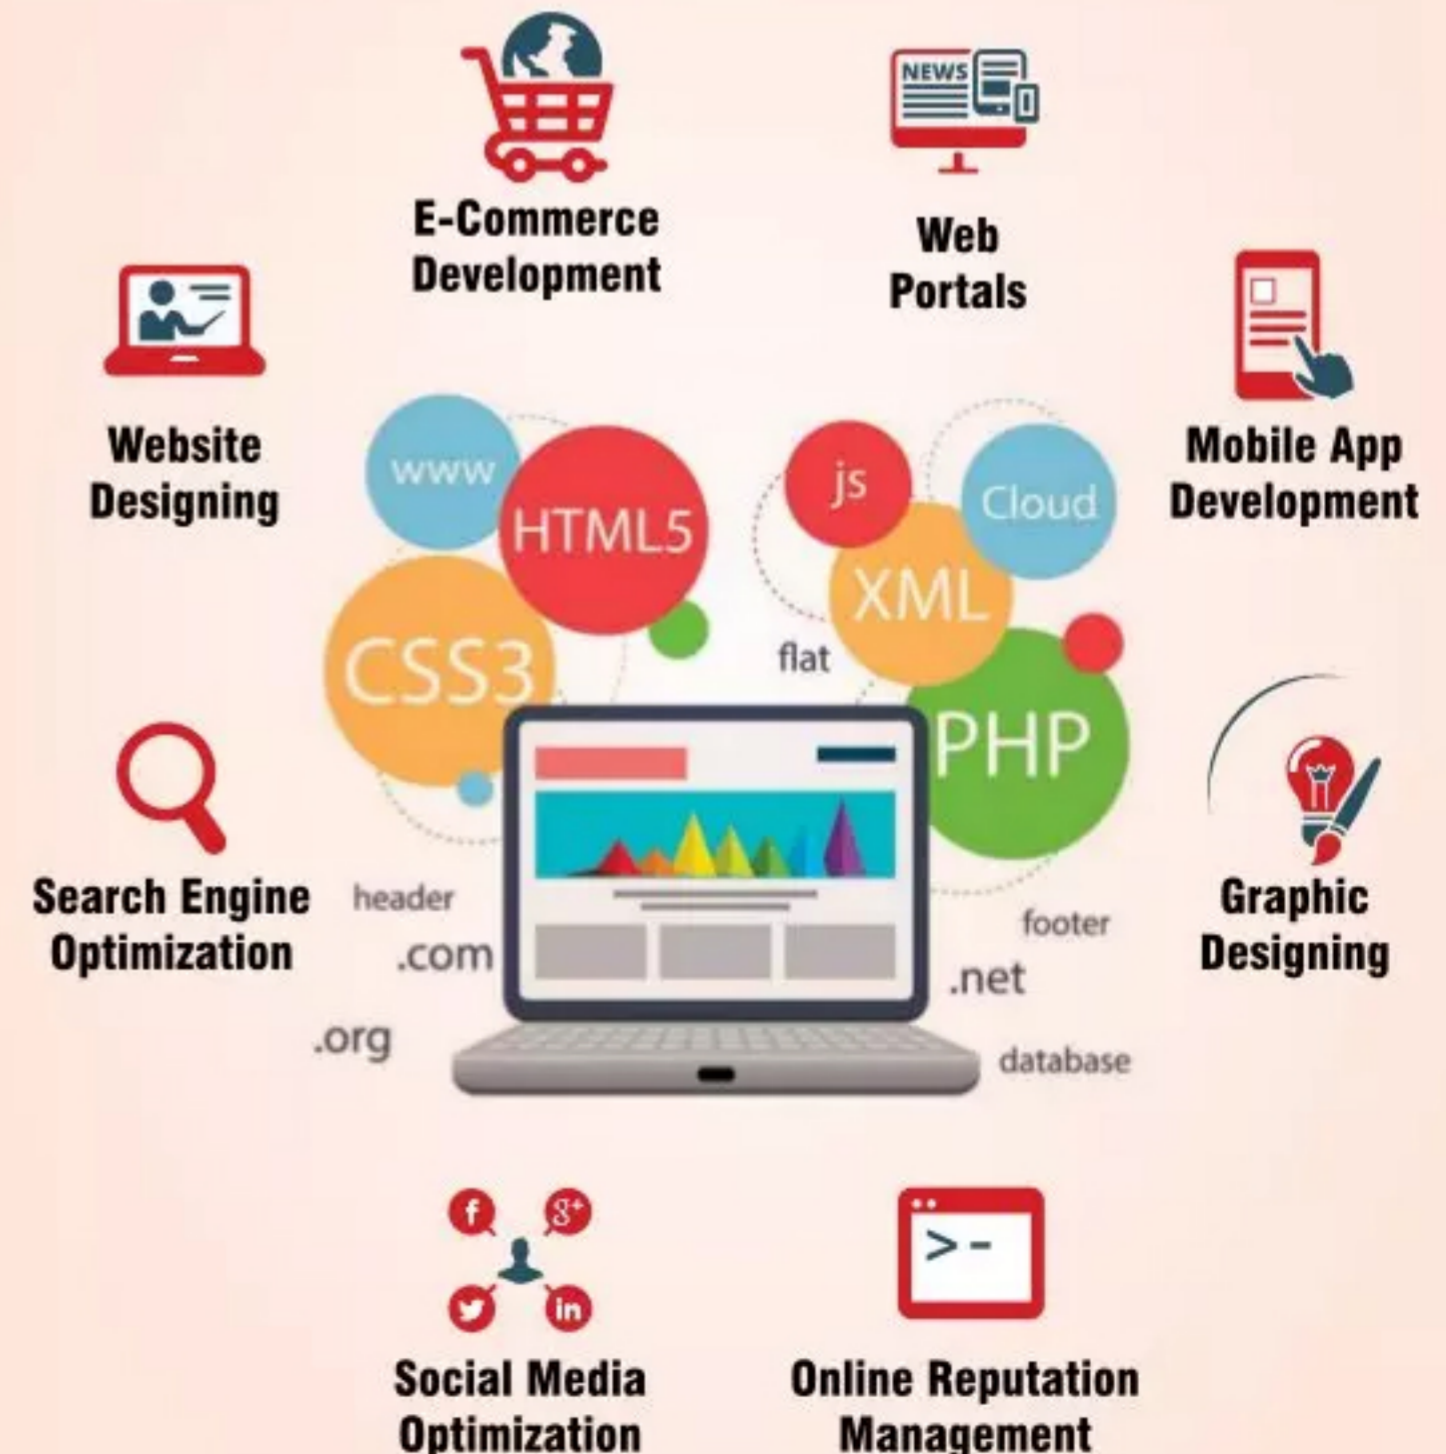 NEWS
E-Commerce
Development
Web
Portals
Website
Designing
Mobile App
Development
www
HTML5
js
Cloud
XML
CSS3
flat
PHP
Search Engine
Optimization
header
.com
.org
footer
.net
database
Graphic
Designing
f
g+
in
>-
Social Media
Optimization
Online Reputation
Management